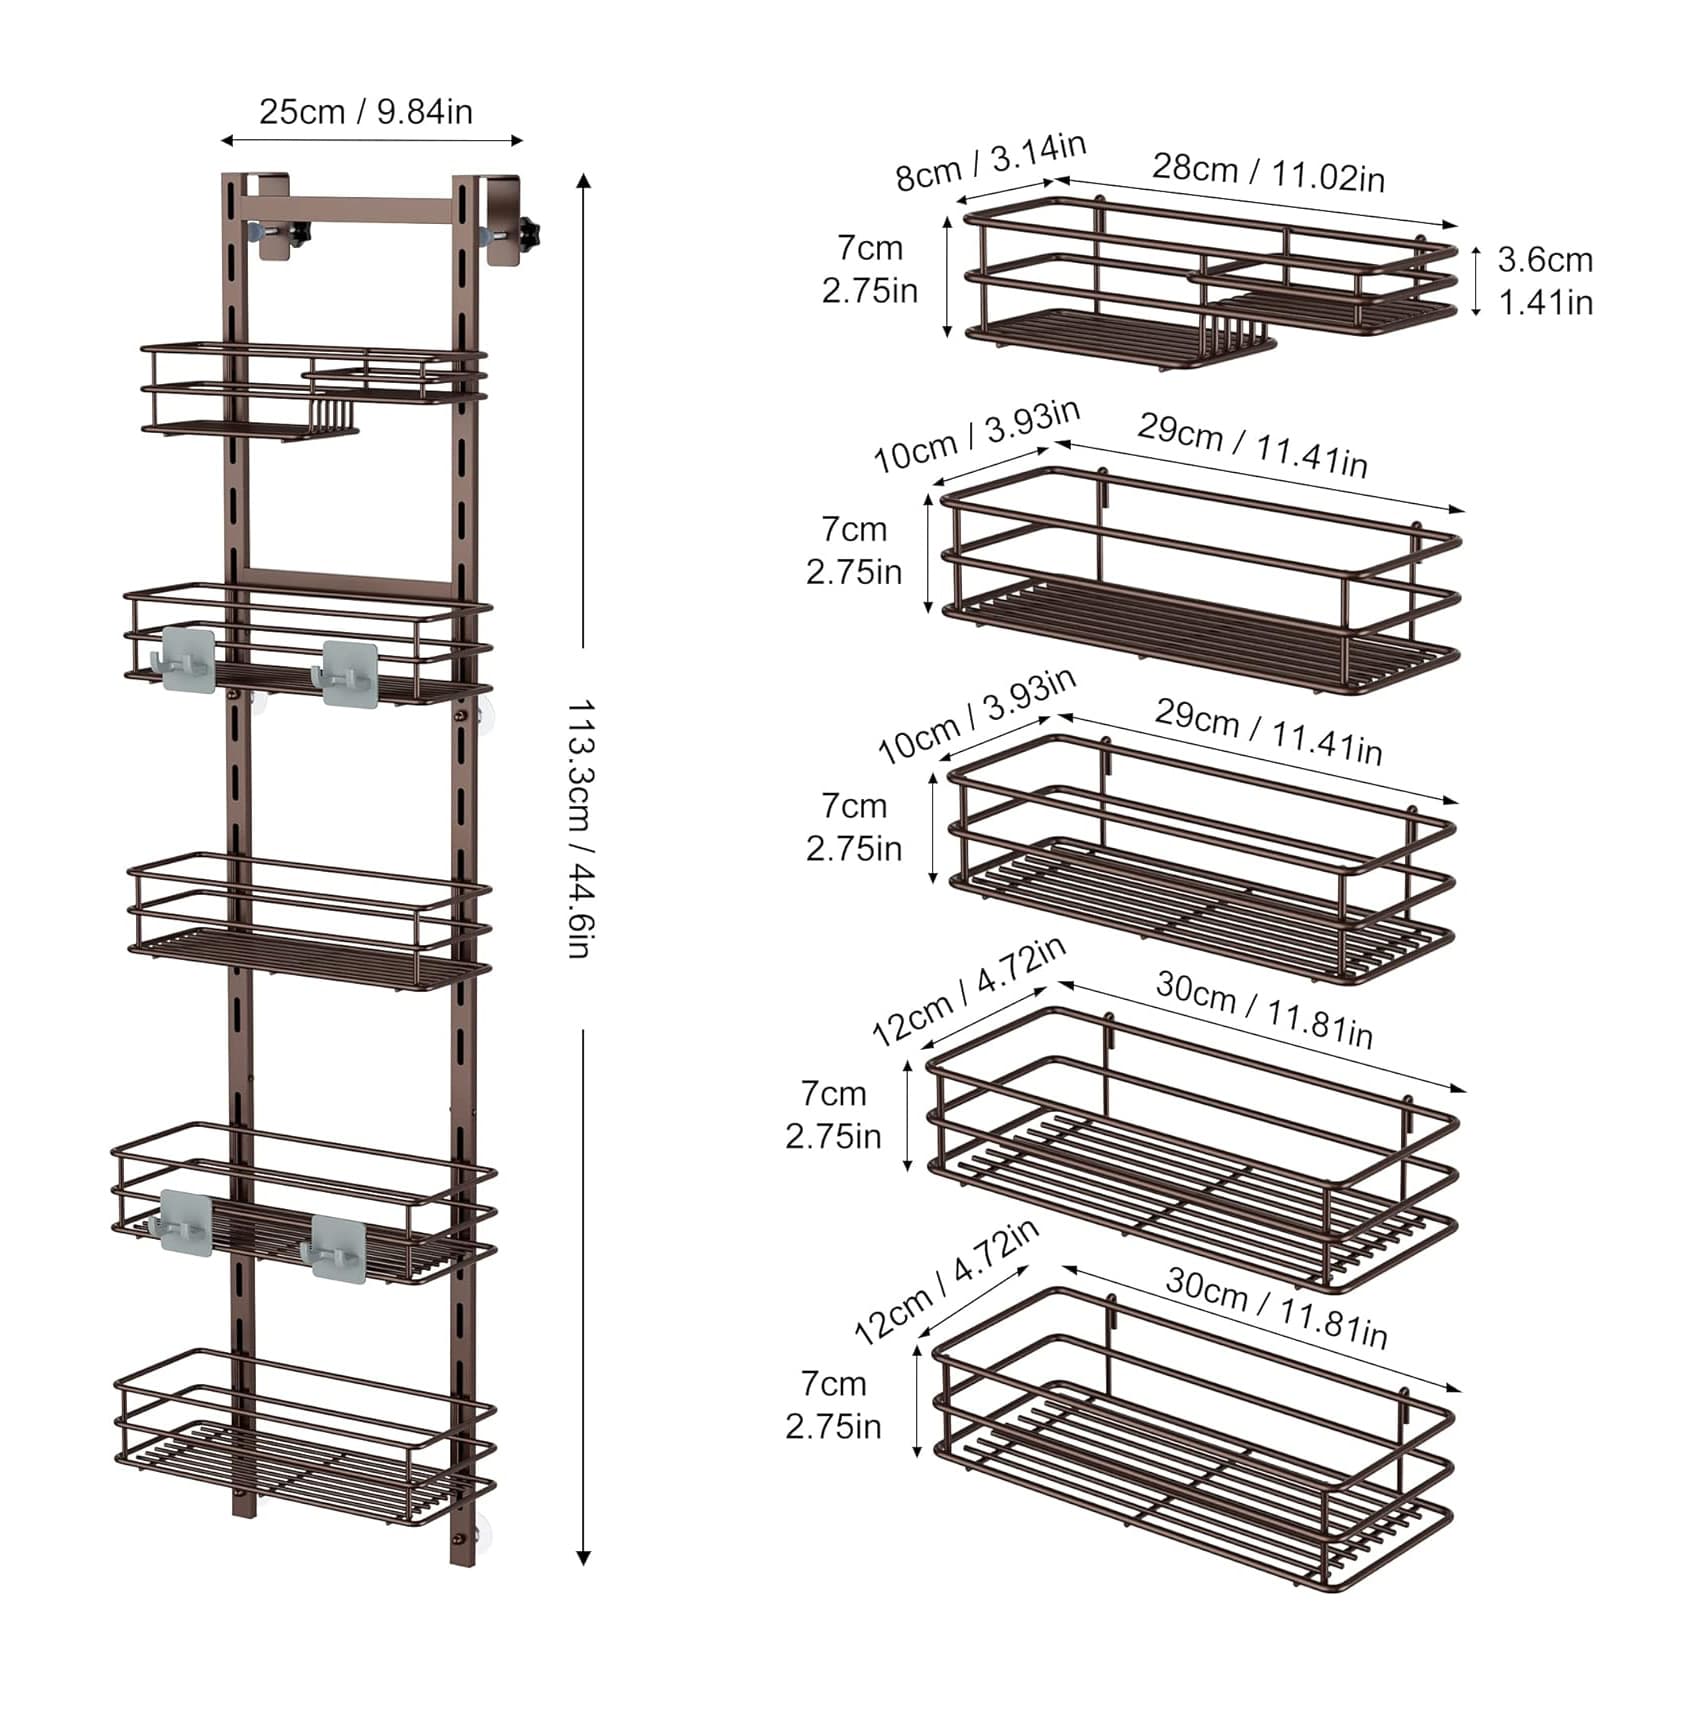 25cm / 9.84in
113.3cm / 44.6in
8cm / 3.14in
28cm / 11.02in
7cm
2.75in
3.6cm
1.41in
10cm / 3.93in
29cm / 11.41in
7cm
2.75in
10cm / 3.93in
29cm / 11.41in
7cm
2.75in
12cm / 4.72in
30cm / 11.81in
7cm
2.75in
12cm / 4.72in
30cm / 11.81in
7cm
2.75in